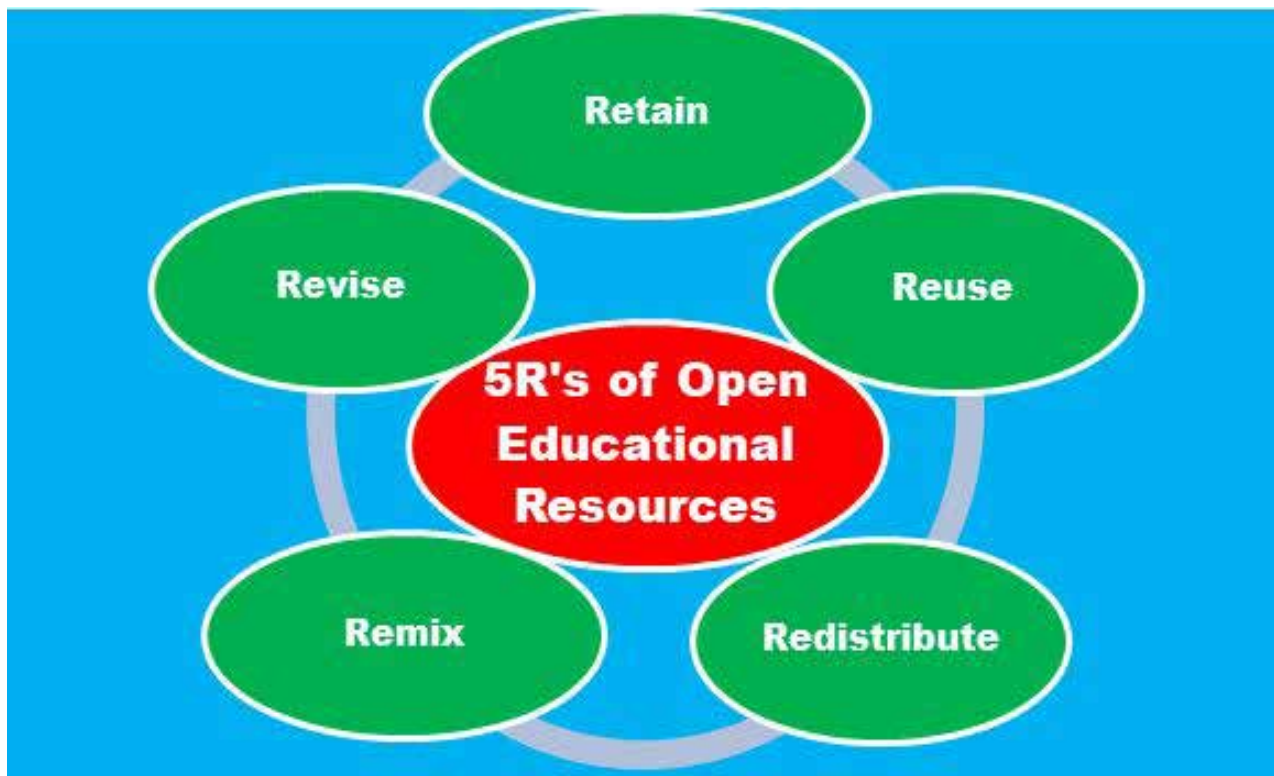 Retain
Revise
Reuse
5R's of Open
Educational
Resources
Remix
Redistribute